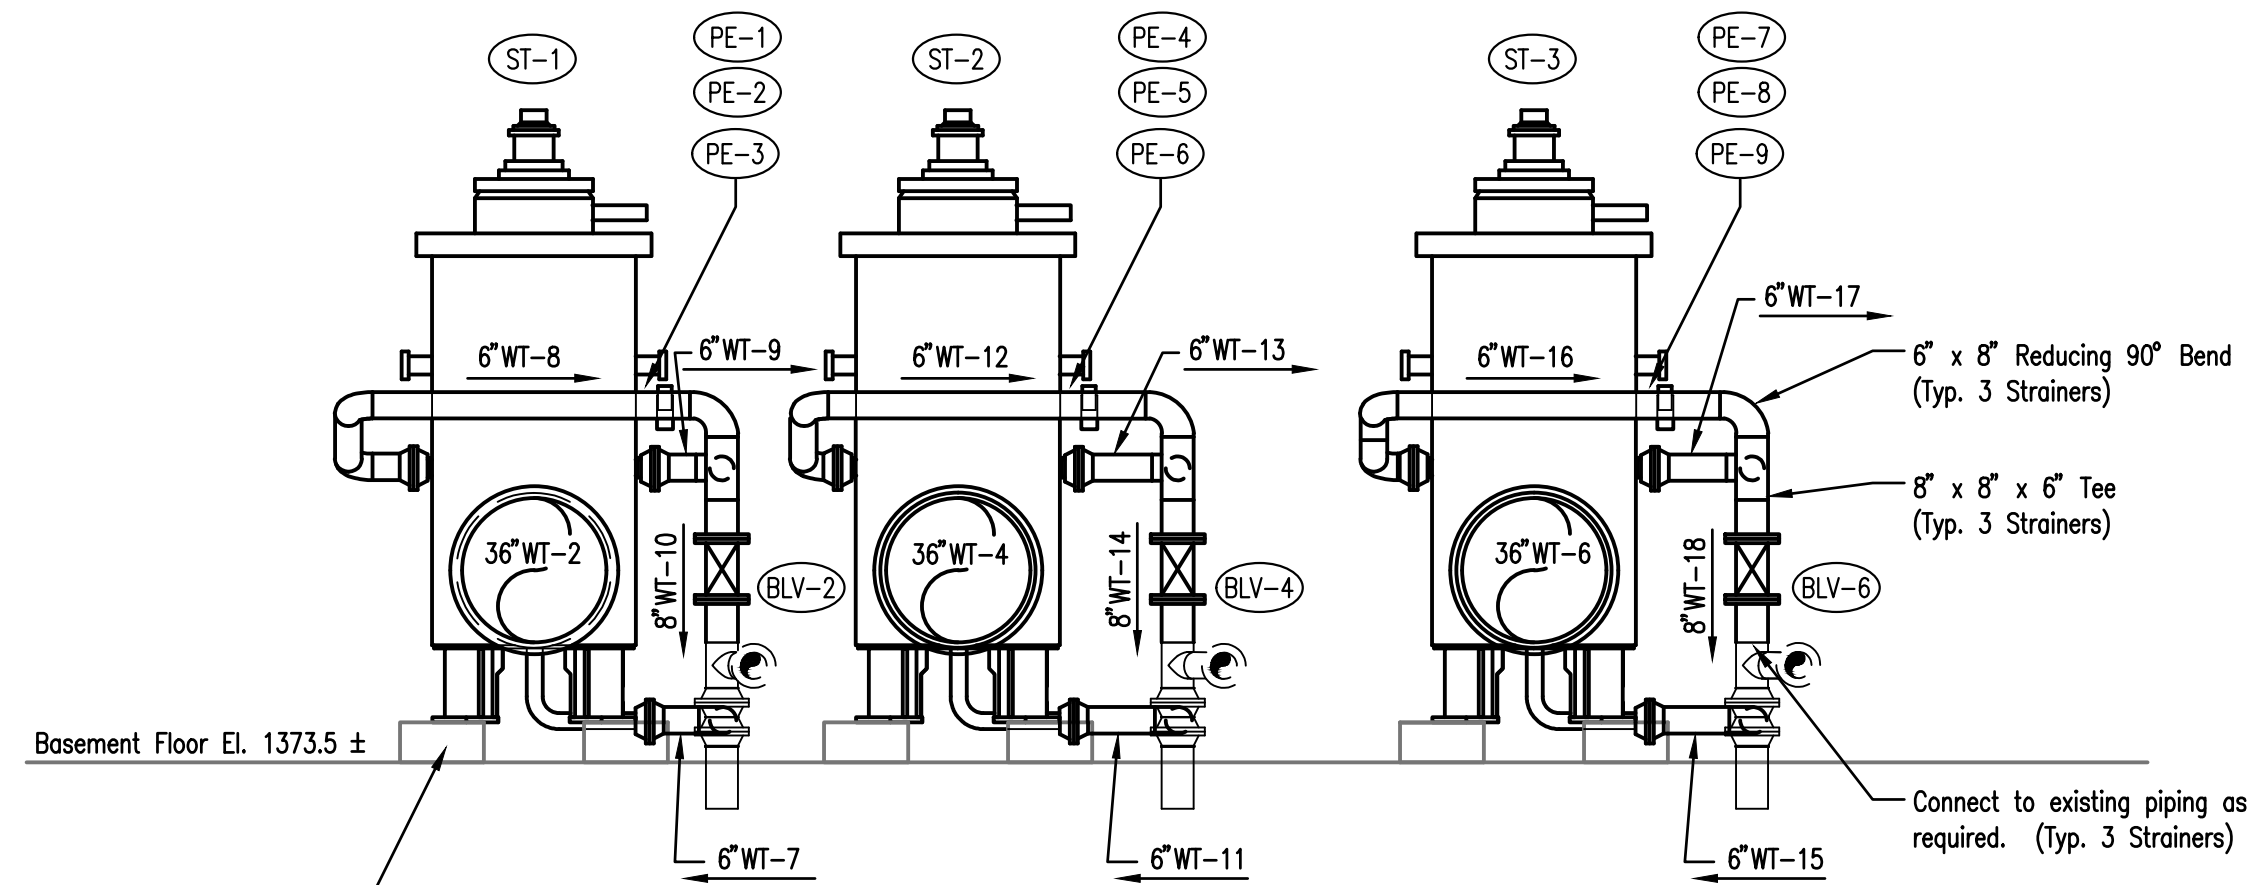 ST-1
PE-1
PE-2
PE-3
ST-2
PE-4
PE-5
PE-6
ST-3
PE-7
PE-8
PE-9
6"WT-8
6"WT-9
6"WT-12
6"WT-13
6"WT-16
6"WT-17
6" x 8" Reducing 90° Bend
(Typ. 3 Strainers)
8" x 8" x 6" Tee
(Typ. 3 Strainers)
36"WT-2
8"WT-10
BLV-2
36"WT-4
8"WT-14
BLV-4
36"WT-6
8"WT-18
BLV-6
Basement Floor El. 1373.5 ±
6"WT-7
6"WT-11
6"WT-15
Connect to existing piping as
required. (Typ. 3 Strainers)